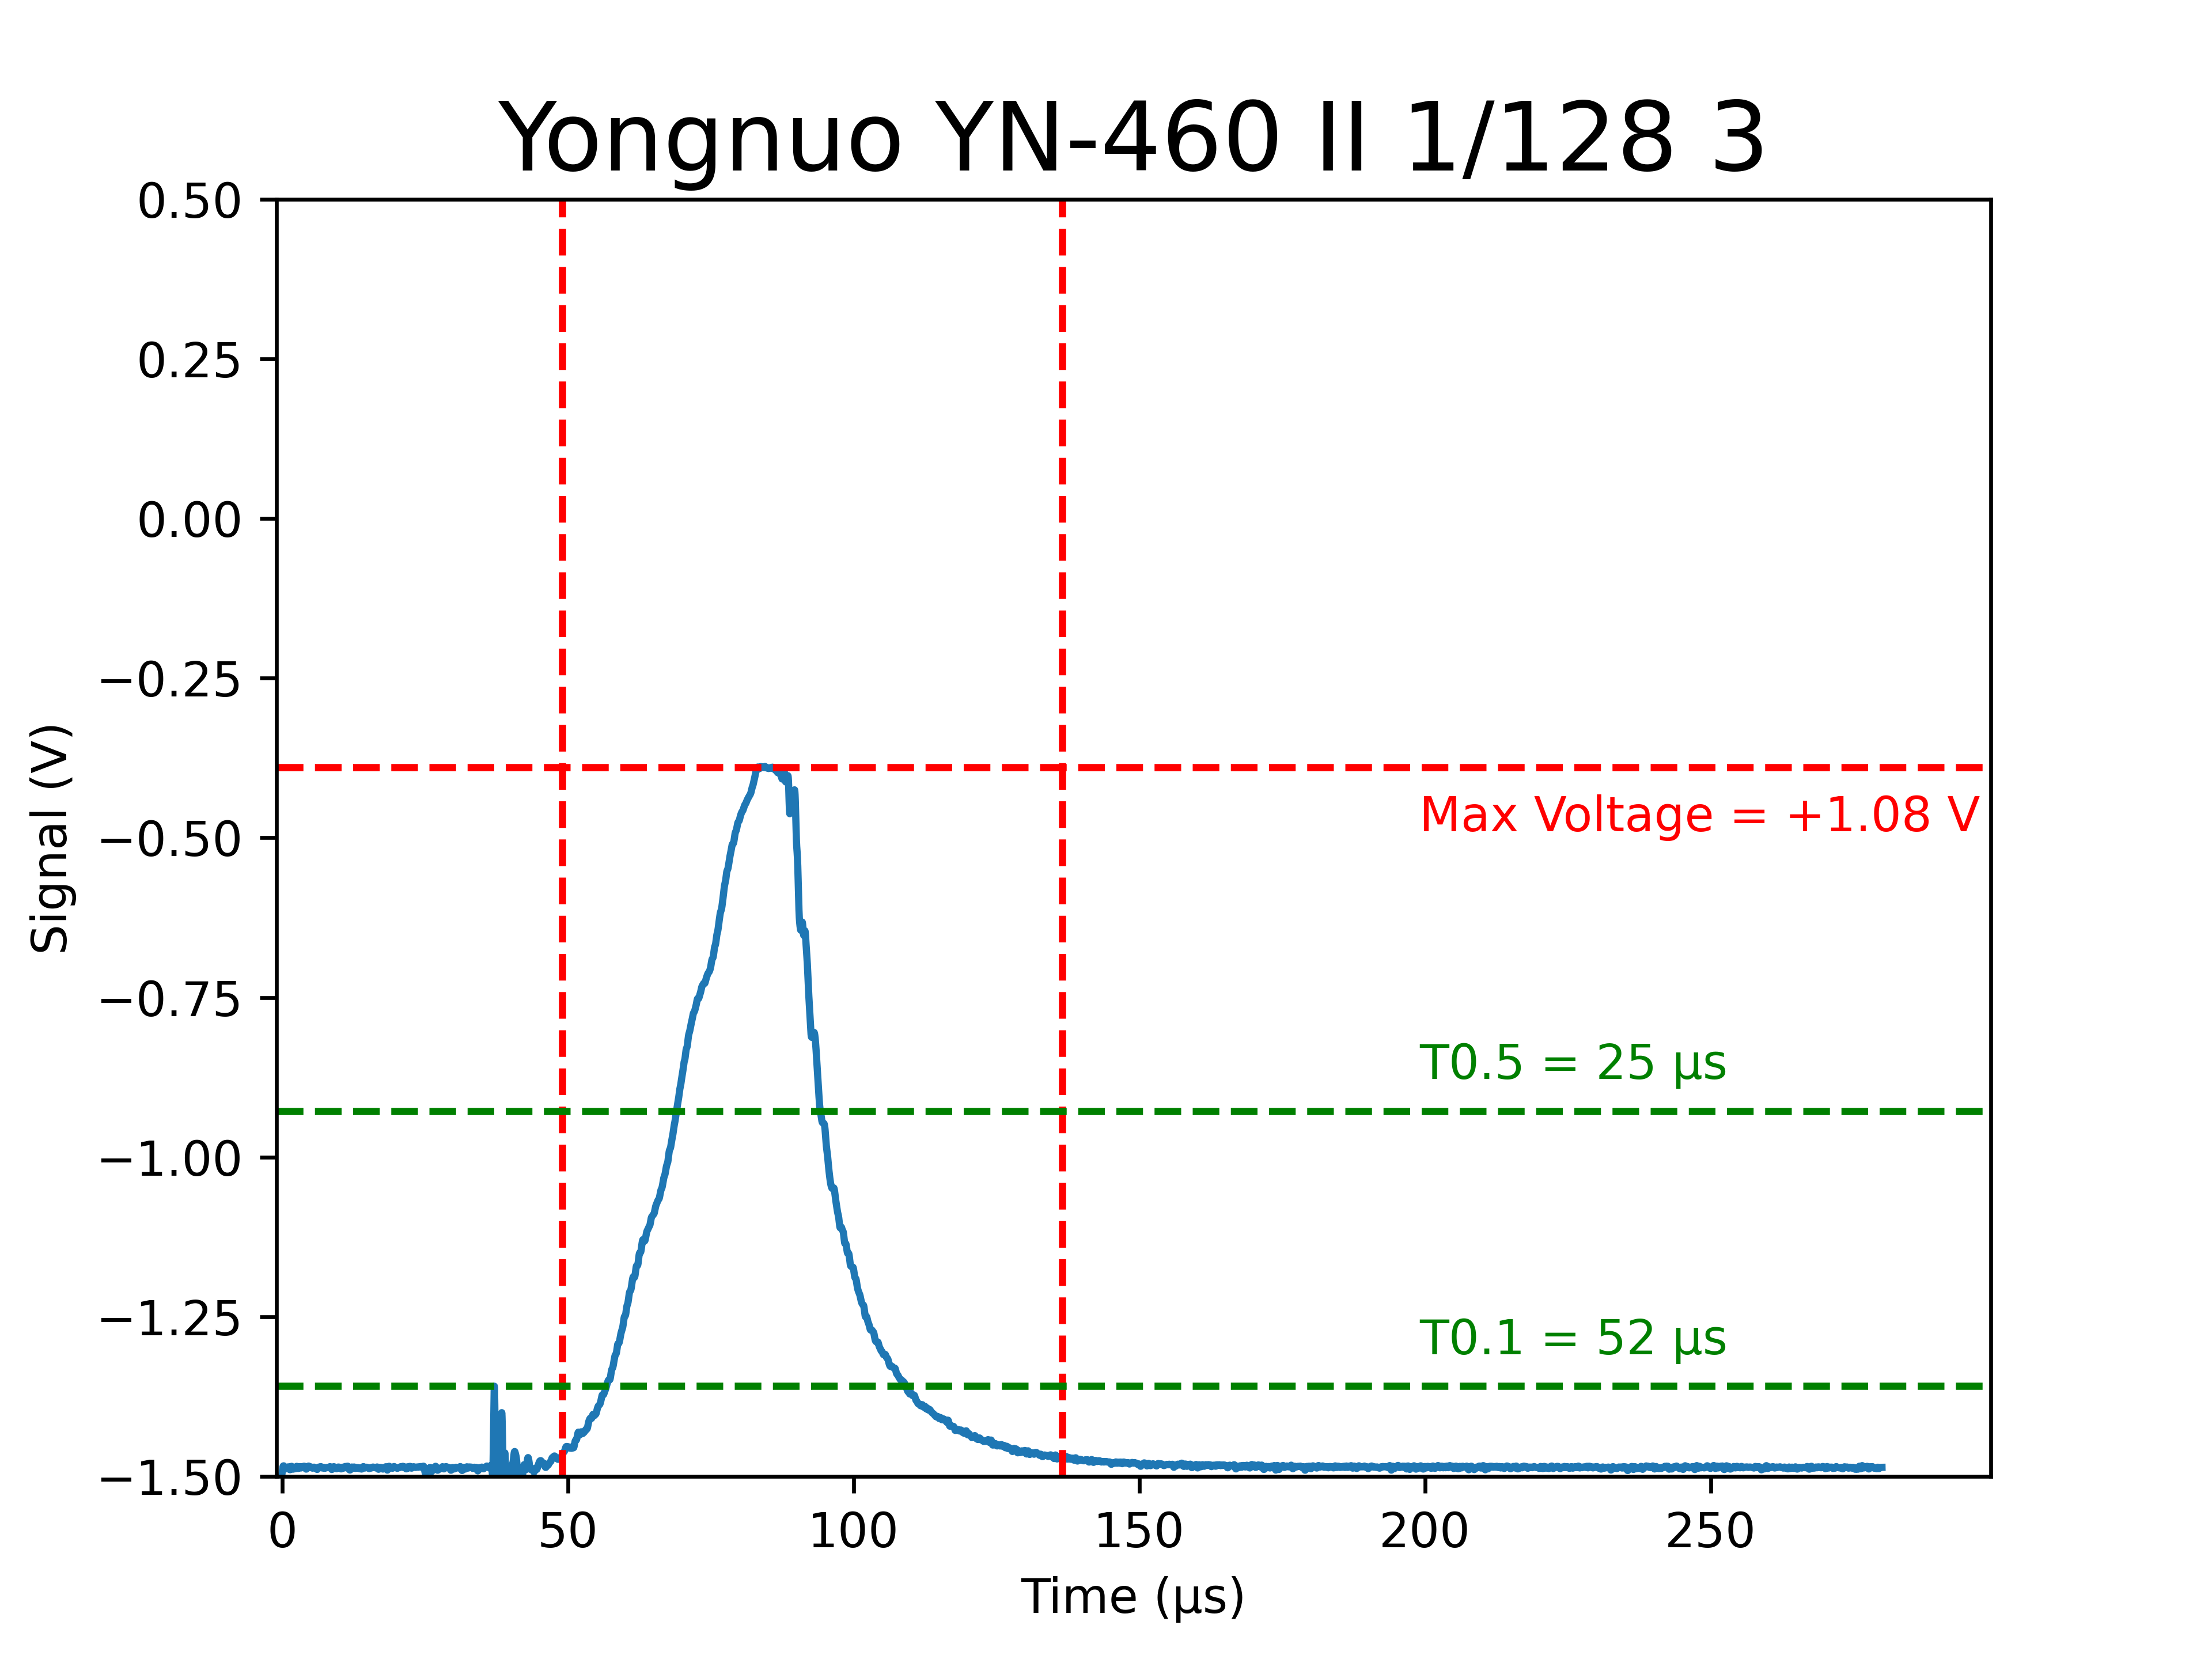 Yongnuo YN-460 II 1/128 3
0.50
0.25
0.00
−0.25
−0.50
−0.75
−1.00
−1.25
−1.50
Signal (V)
Max Voltage = +1.08 V
T0.5 = 25 µs
T0.1 = 52 µs
0 50 100 150 200 250
Time (µs)